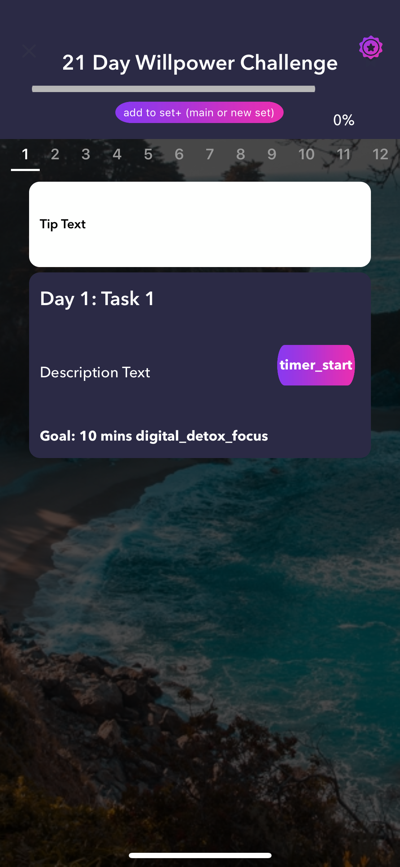 21 Day Willpower Challenge
add to set+ (main or new set)
0%
1 2 3 4 5 6 7 8 9 10 11 12
Tip Text
Day 1: Task 1
Description Text
timer_start
Goal: 10 mins digital_detox_focus